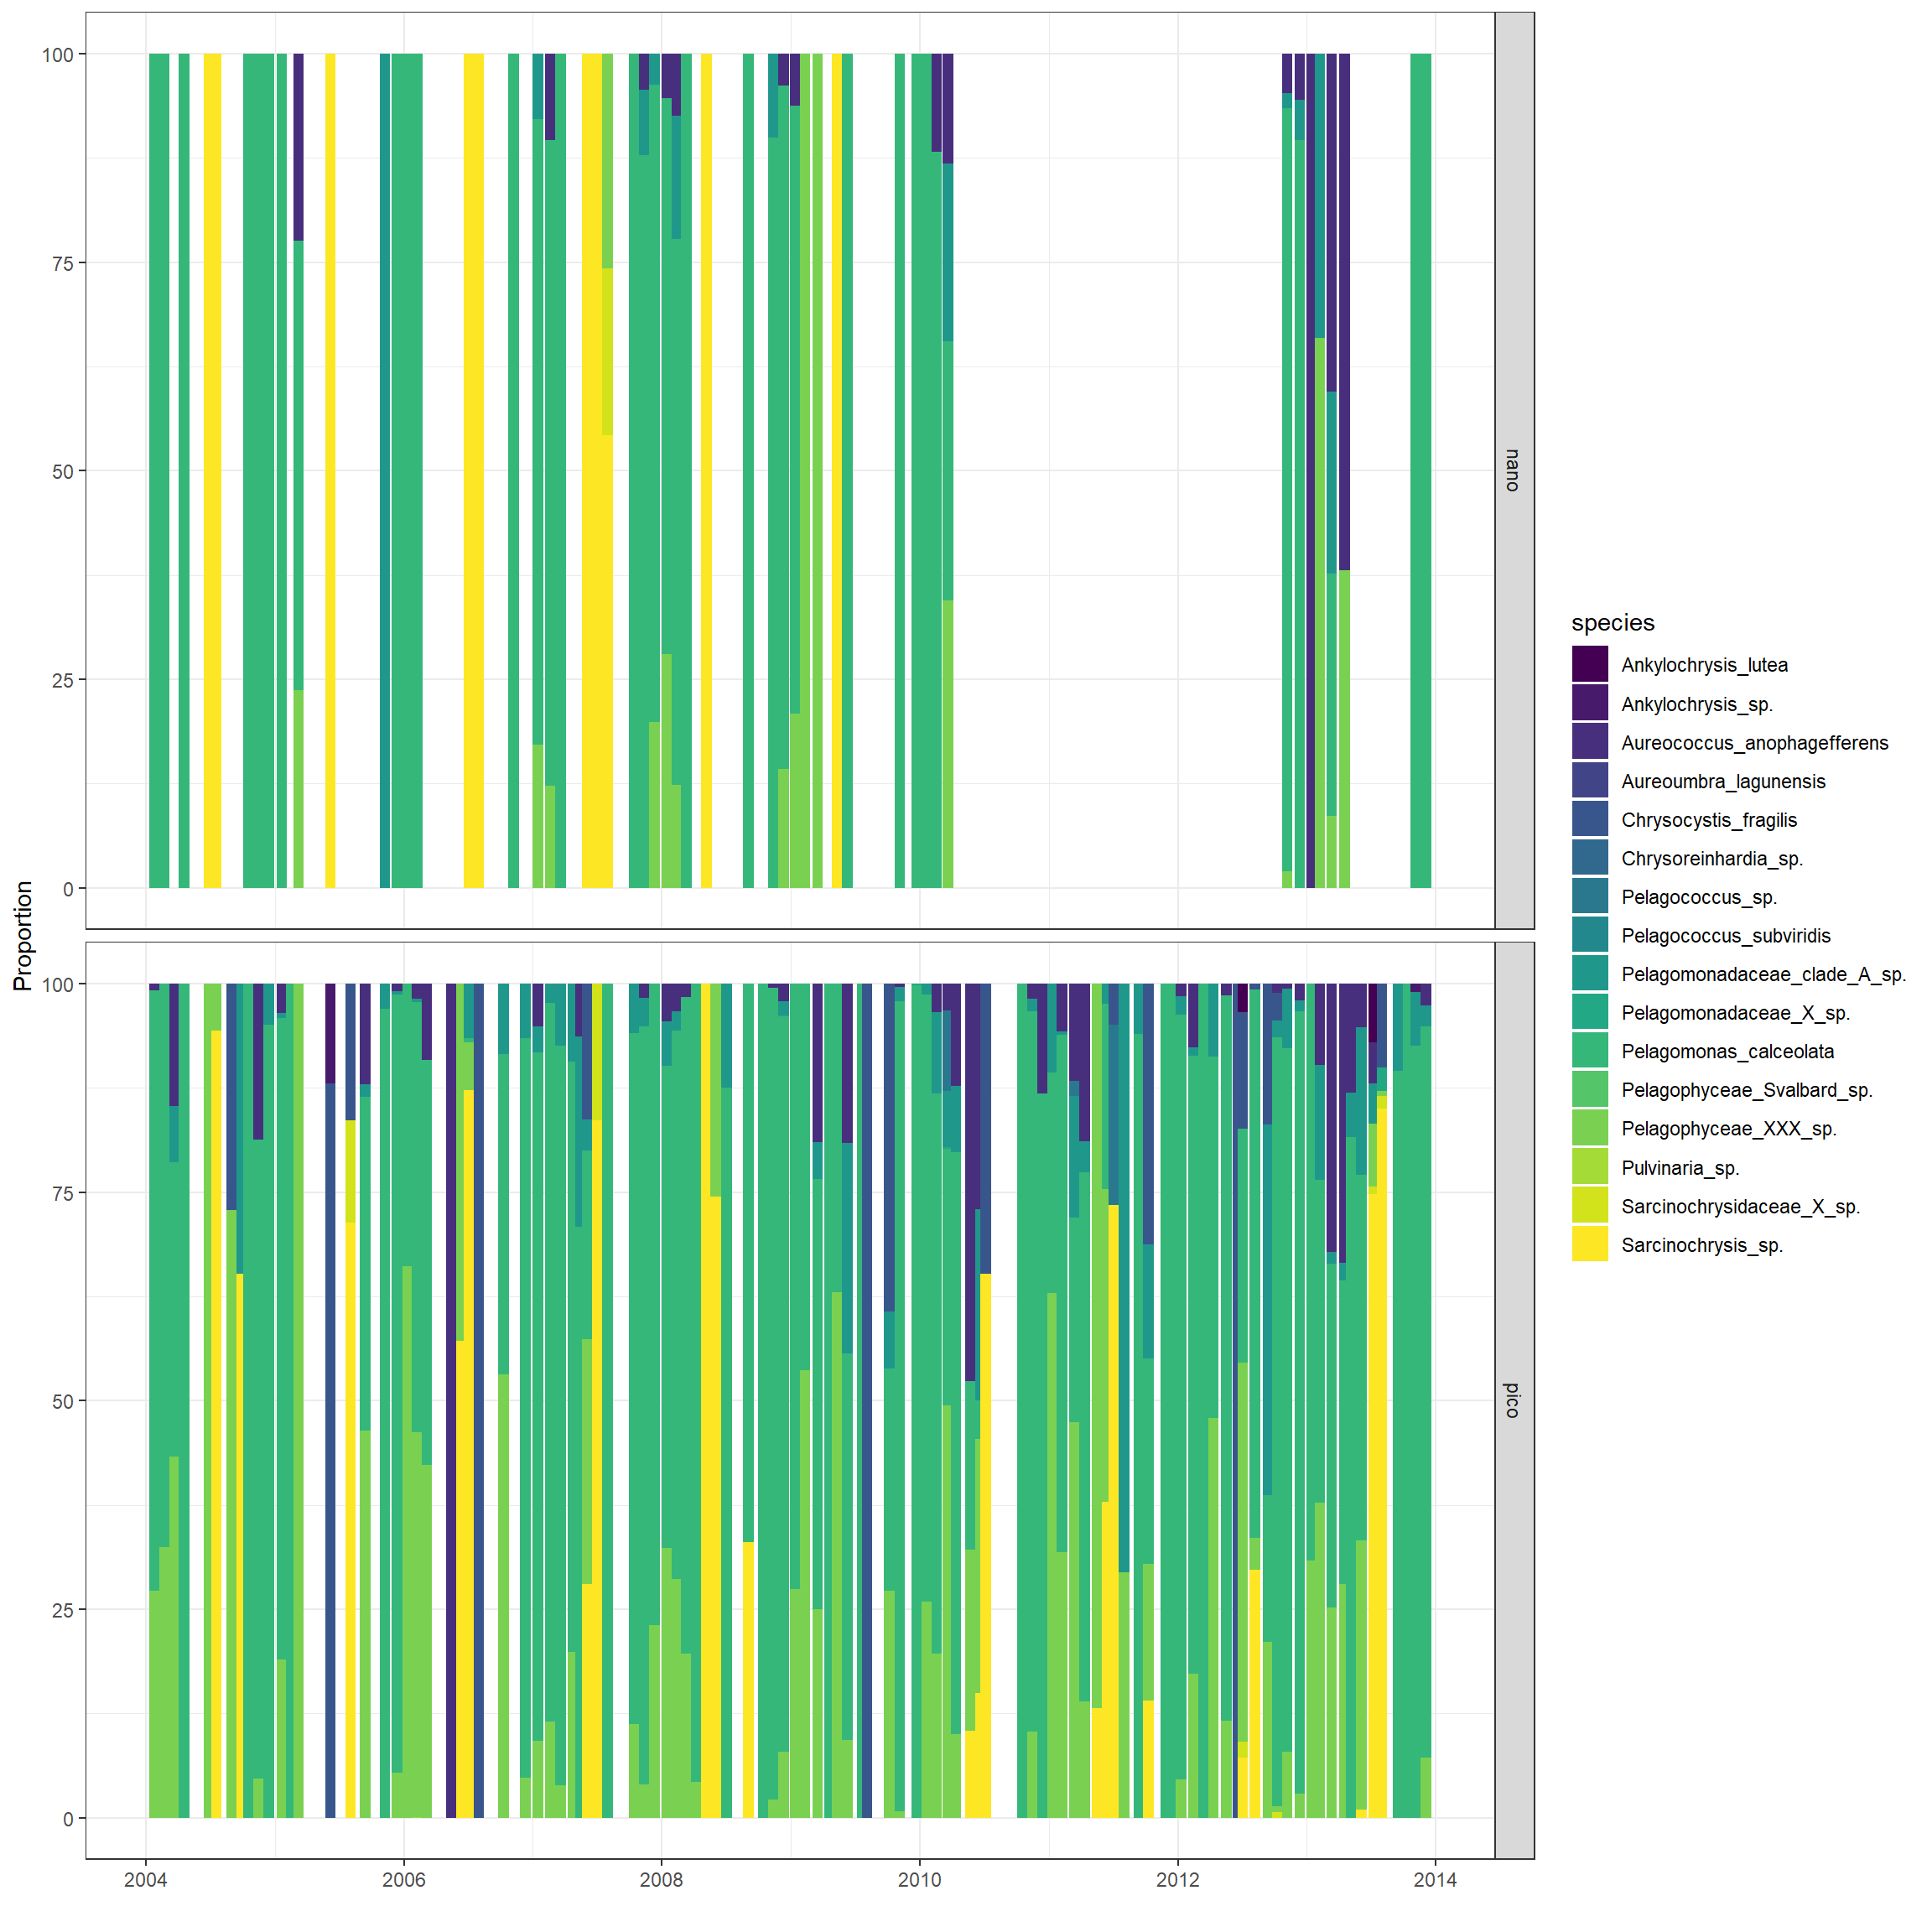 100
75
50
25
0
nano
Proportion
100
75
50
25
0
pico
2004
2006
2008
2010
2012
2014
species
Ankylochrysis_lutea
Ankylochrysis_sp.
Aureococcus_anophagefferens
Aureoumbra_lagunensis
Chrysocystis_fragilis
Chrysoreinhardia_sp.
Pelagococcus_sp.
Pelagococcus_subviridis
Pelagomonadaceae_clade_A_sp.
Pelagomonadaceae_X_sp.
Pelagomonas_calceolata
Pelagophyceae_Svalbard_sp.
Pelagophyceae_XXX_sp.
Pulvinaria_sp.
Sarcinochrysidaceae_X_sp.
Sarcinochrysis_sp.